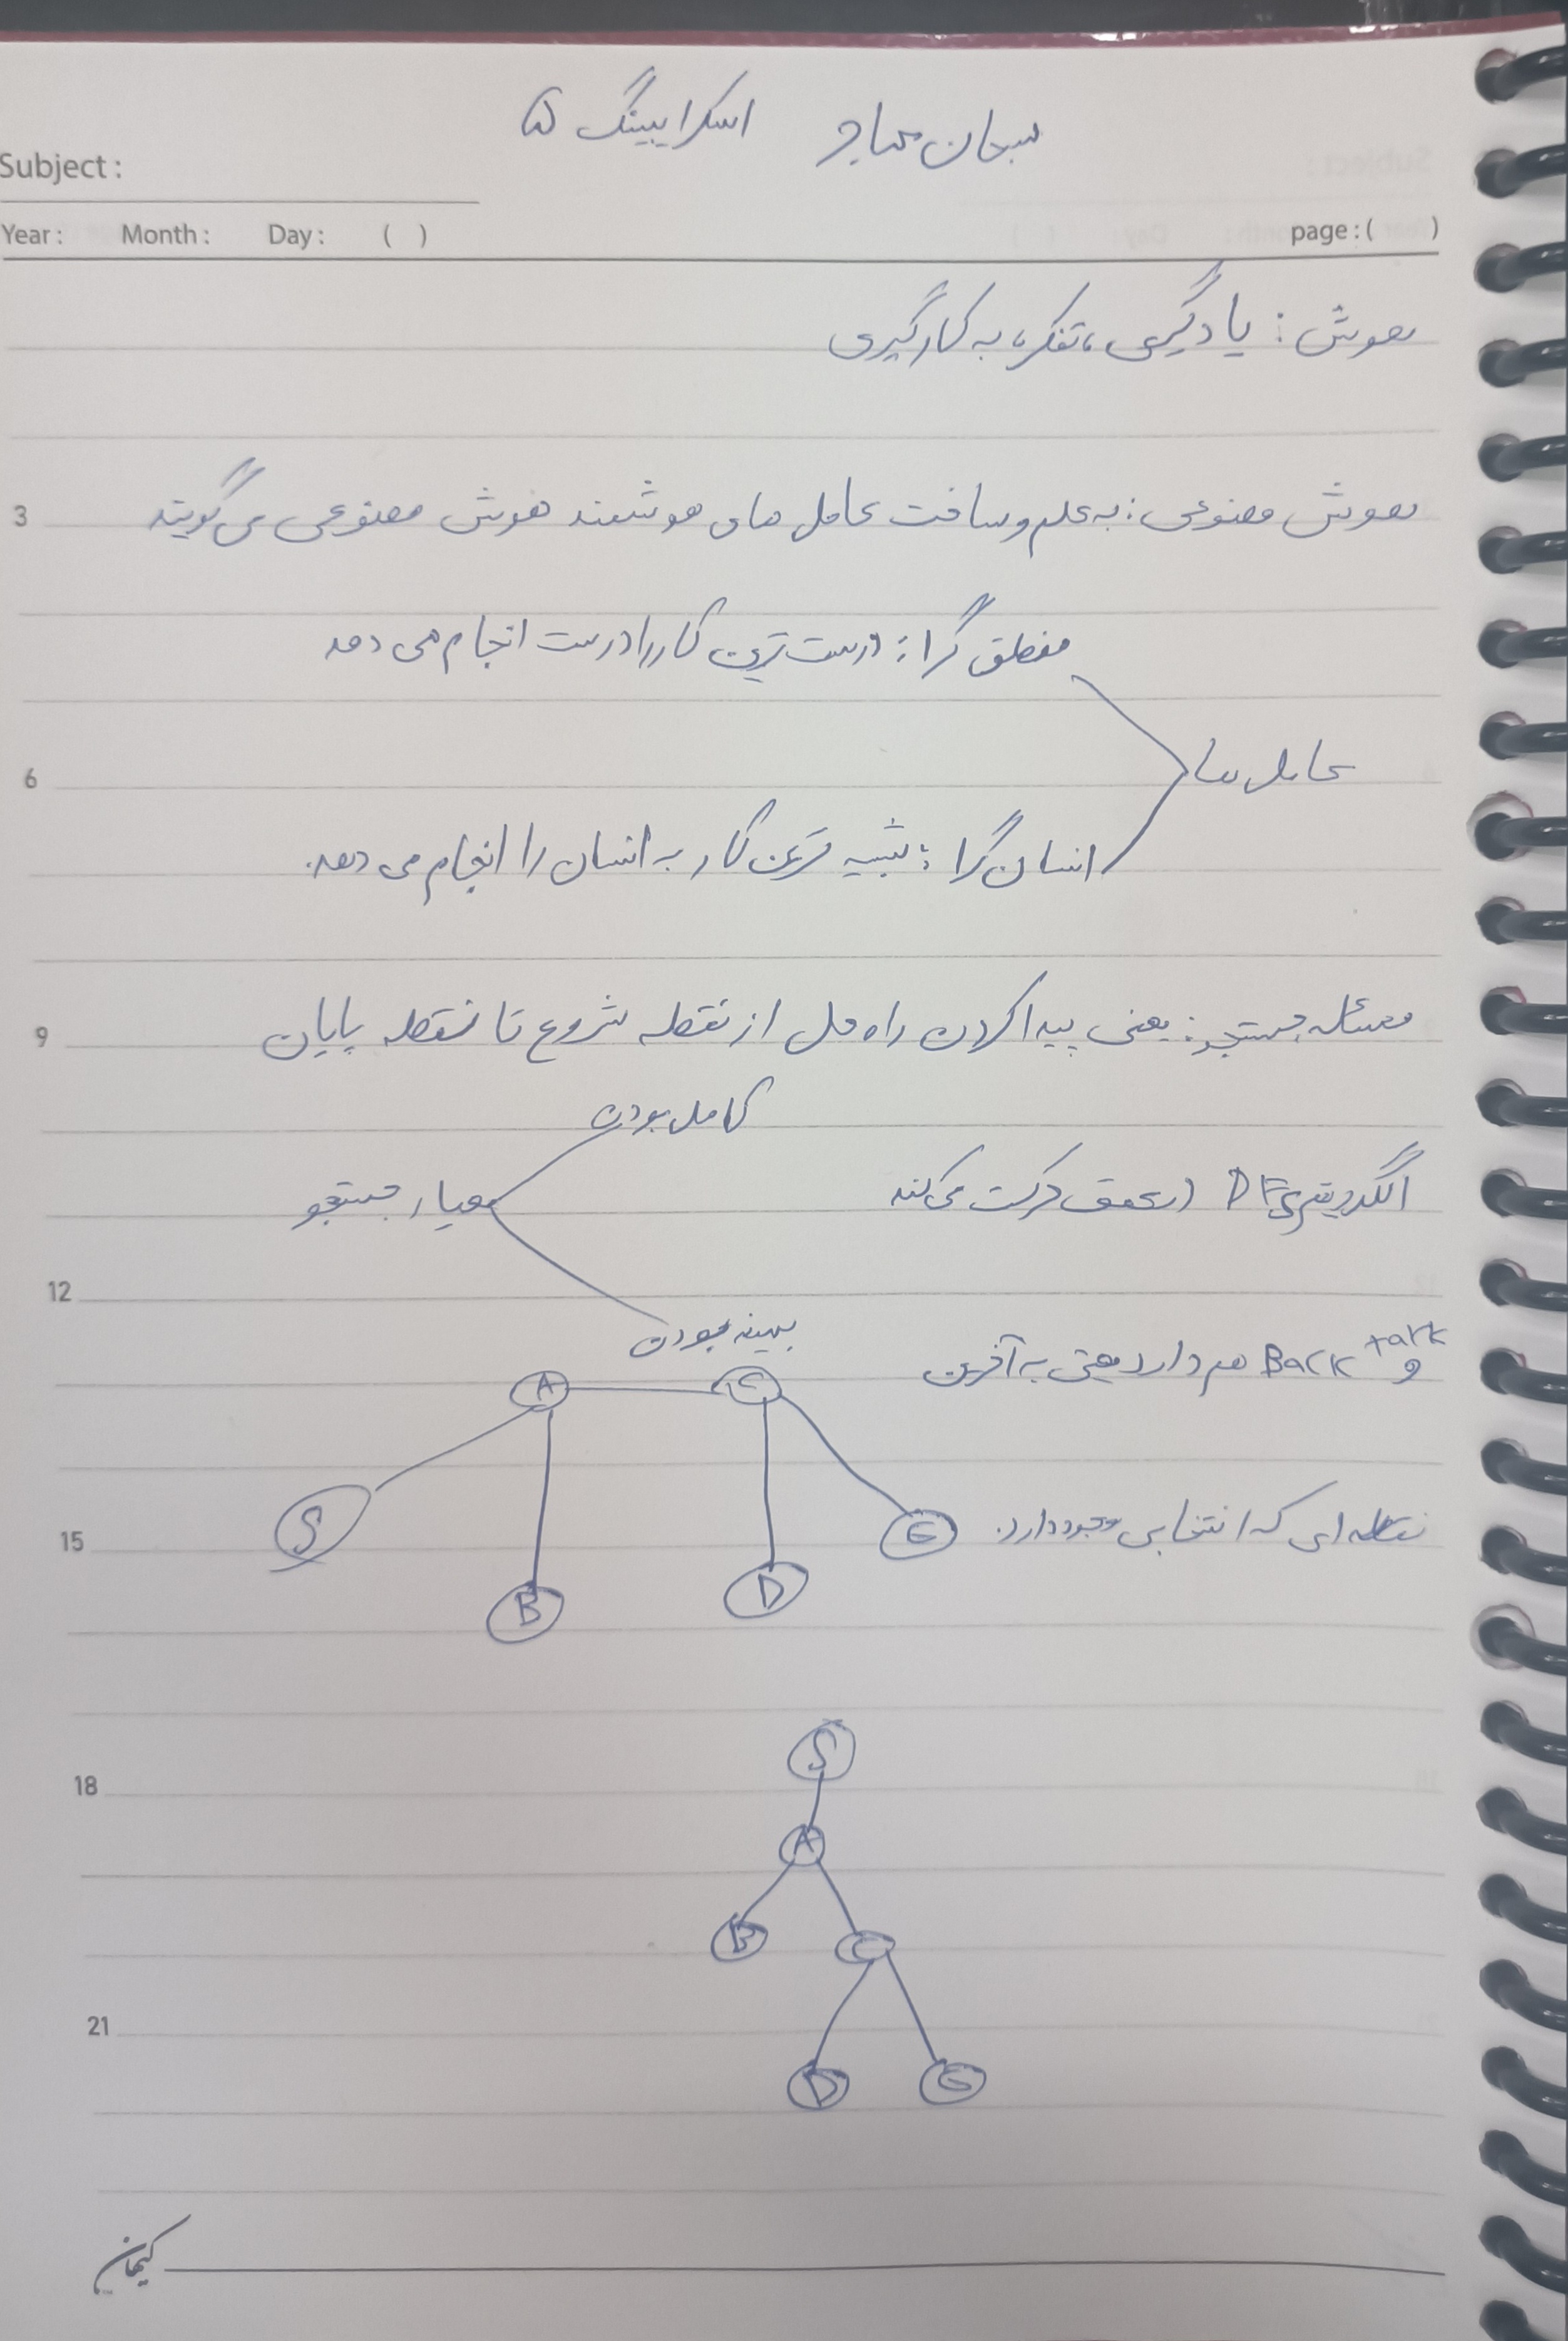 سبحان اسکرایبینگ ۵
Subject :
Year : Month : Day : ( ) page : ( )
هوش : یادگیری ، تفکر ، به کارگیری
3
هوش مصنوعی : به علم و ساخت عامل های هوشمند هوش مصنوعی می گویند
منطق گرا : درست ترین کار را درست انجام می دهد
6
عامل ها
انسان گرا : شبیه ترین کار به انسان را انجام می دهد.
9
مسئله جستجو : یعنی پیدا کردن راه حل از نقطه شروع تا نقطه پایان
کامل بودن
الگوریتم DFS در عمق حرکت می کند
معیار جستجو
12
بهینه بودن
و Back tark هم دارد یعنی به آخرین
A C
نقطه ای که انتخابی وجود دارد.
15
S G
B D
S
18
A
B C
21
D G
کیهان